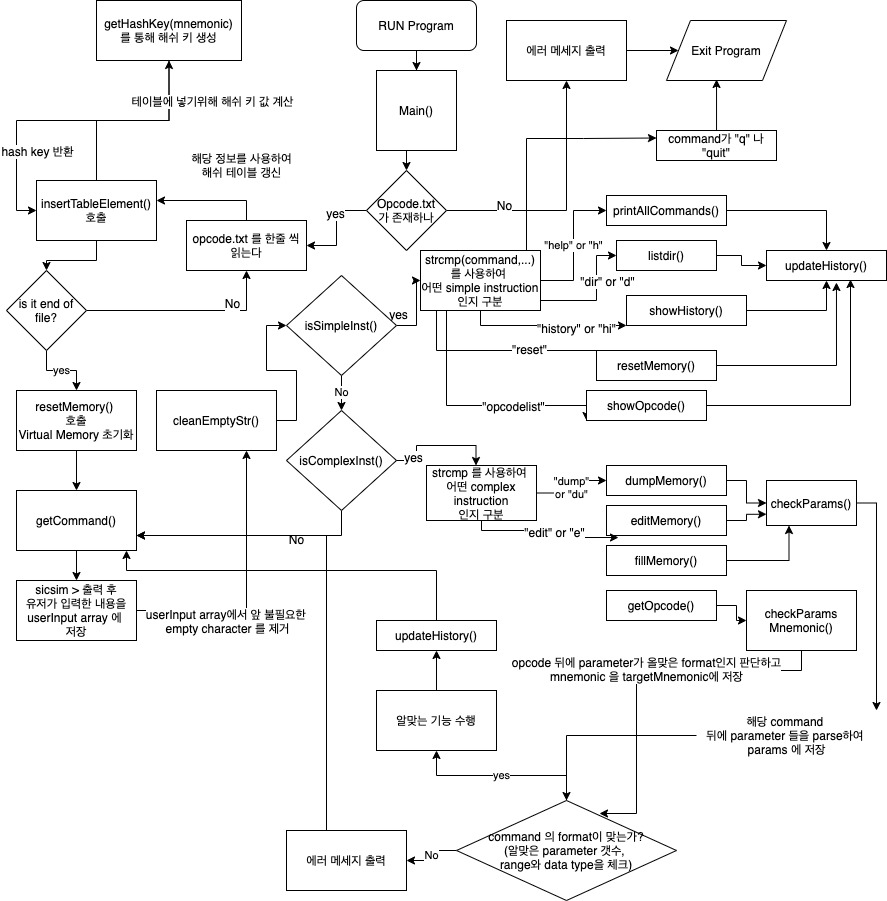 getHashKey(mnemonic)
를 통해 해쉬 키 생성
RUN Program
에러 메세지 출력
Exit Program
Main()
테이블에 넣기위해 해쉬 키 값 계산
command가 "q" 나
"quit"
hash key 반환
해당 정보를 사용하여
해쉬 테이블 갱신
insertTableElement()
호출
Opcode.txt
가 존재하나
yes
No
printAllCommands()
opcode.txt 를 한줄 씩
읽는다
"help" or "h"
strcmp(command,...)
를 사용하여
어떤 simple instruction
인지 구분
listdir()
updateHistory()
"dir" or "d"
is it end of
file?
No
isSimpleInst()
yes
showHistory()
"history" or "hi"
"reset"
resetMemory()
yes
No
resetMemory()
호출
Virtual Memory 초기화
cleanEmptyStr()
"opcodelist"
showOpcode()
isComplexInst()
yes
strcmp 를 사용하여
어떤 complex
instruction
인지 구분
"dump"
or "du"
dumpMemory()
checkParams()
getCommand()
editMemory()
"edit" or "e"
No
fillMemory()
sicsim > 출력 후
유저가 입력한 내용을
userInput array 에
저장
userInput array에서 앞 불필요한
empty character 를 제거
getOpcode()
checkParams
Mnemonic()
updateHistory()
opcode 뒤에 parameter가 올맞은 format인지 판단하고
mnemonic 을 targetMnemonic에 저장
알맞는 기능 수행
해당 command
뒤에 parameter 들을 parse하여
params 에 저장
yes
command 의 format이 맞는가?
(알맞은 parameter 갯수,
range와 data type을 체크)
No
에러 메세지 출력